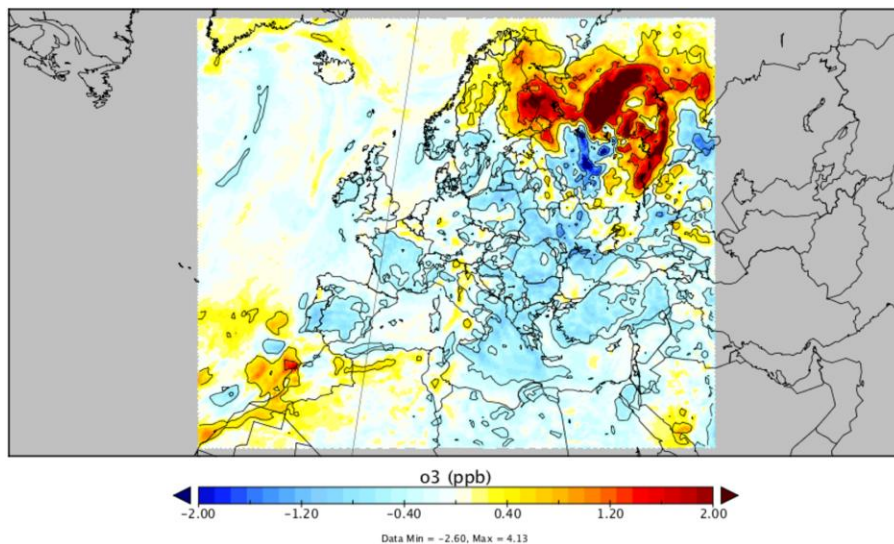 o3 (ppb)
−2.00 −1.20 −0.40 0.40 1.20 2.00
Data Min = −2.60, Max = 4.13